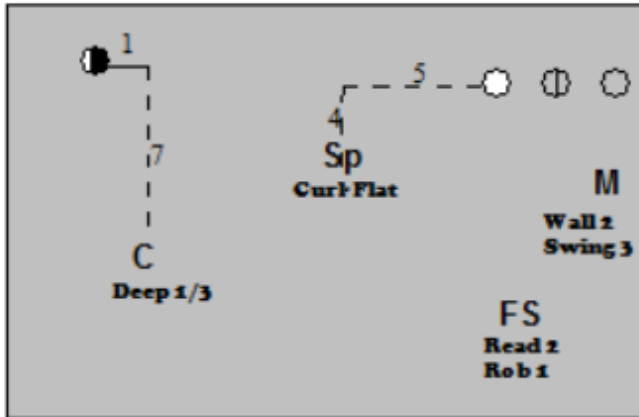 1
5
4
7
Sp
Curl-Flat
M
Wall 2
Swing 3
C
Deep 1/3
FS
Read 2
Rob 1